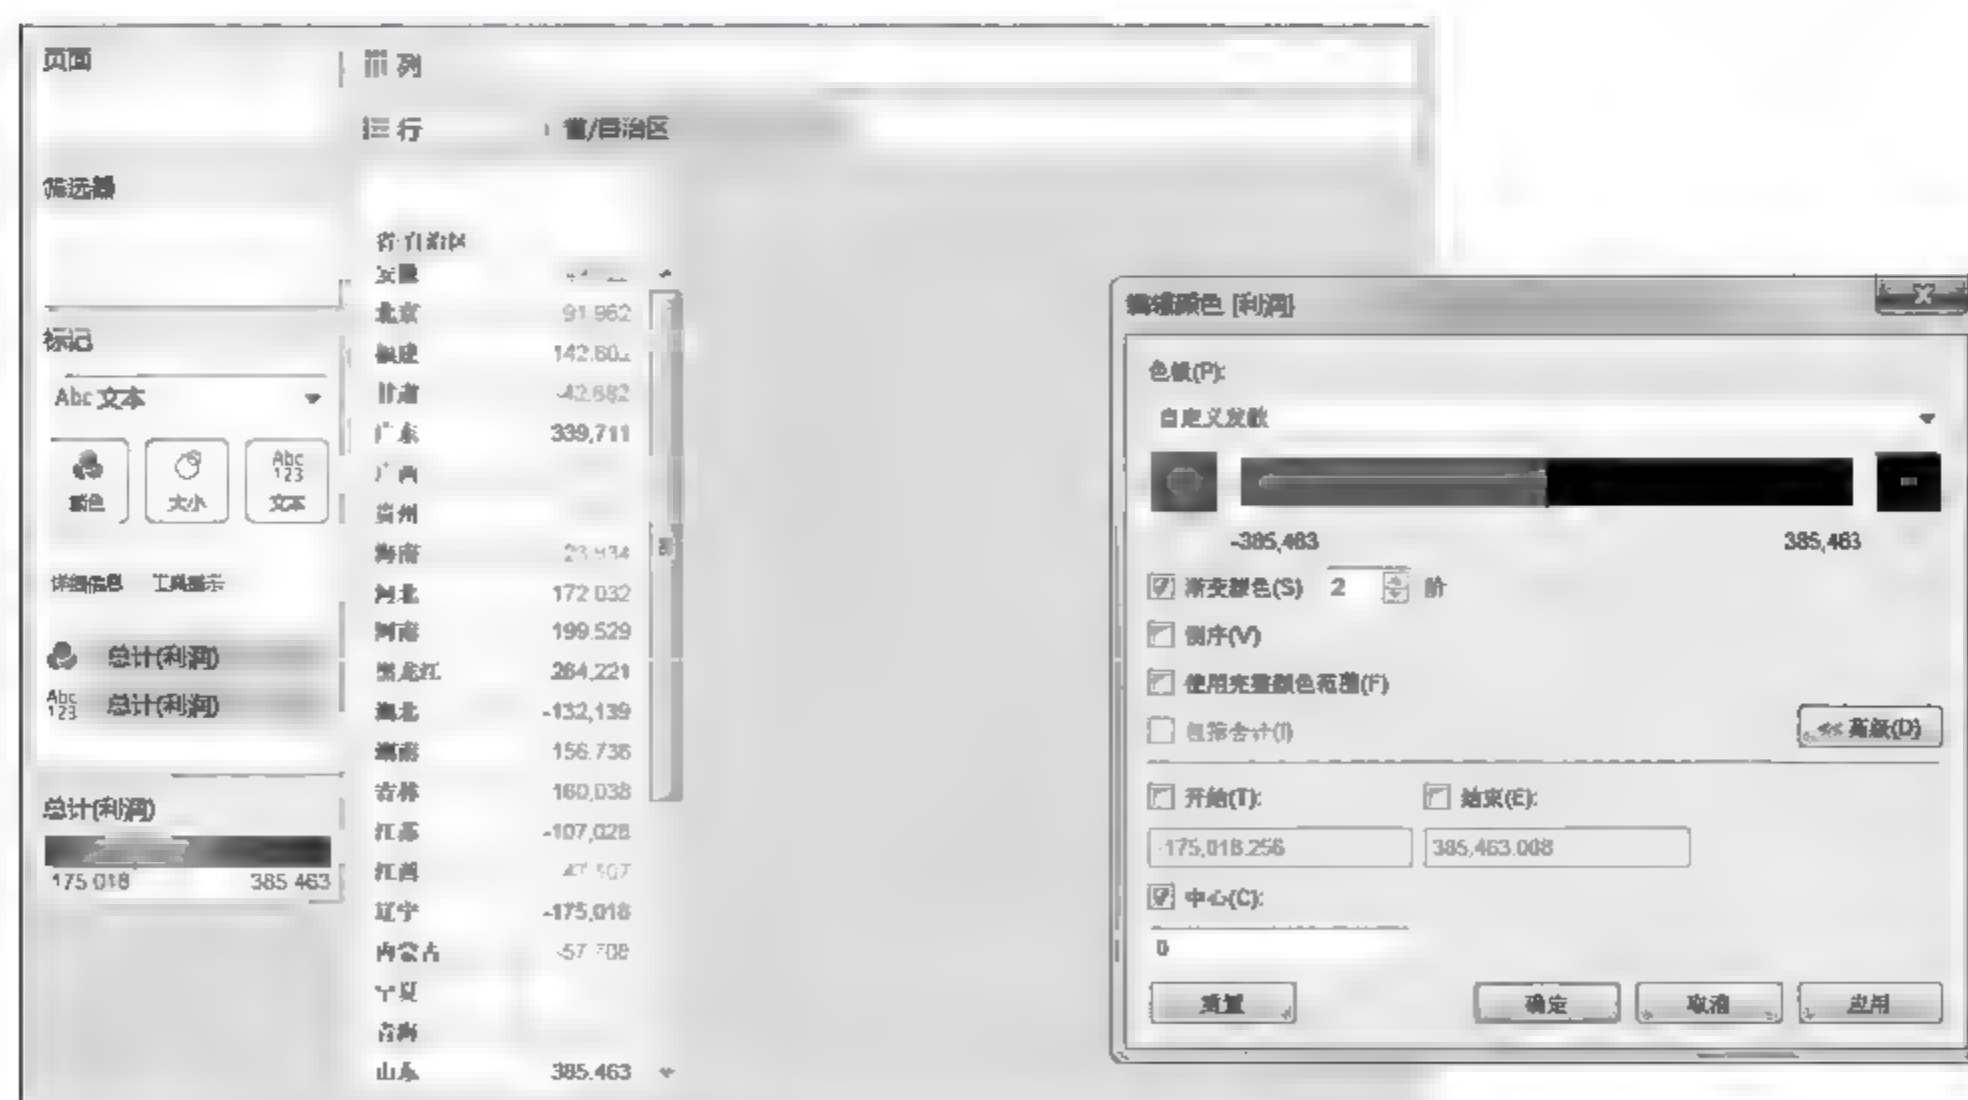 页面
列
行 省/自治区
筛选器
省/自治区
安徽
北京 91,962
福建
甘肃 -42,682
广东 339,711
广西
贵州
海南
河北 172,032
河南 199,529
黑龙江 264,221
湖北 -132,139
湖南 156,736
吉林 160,038
江苏 -107,028
江西
辽宁 -175,018
内蒙古
宁夏
青海
山东 385,463
标记
Abc 文本
颜色
大小
Abc
123
文本
详细信息 工具提示
总计(利润)
Abc
123 总计(利润)
总计(利润)
175,018 385,463
编辑颜色 [利润]
色板(P):
自定义发散
-385,463 385,463
渐变颜色(S) 2 阶
倒序(V)
使用完整颜色范围(F)
包括合计(I)
<< 高级(D)
开始(T): 结束(E):
-175,018.256 385,463.008
中心(C):
0
重置 确定 取消 应用